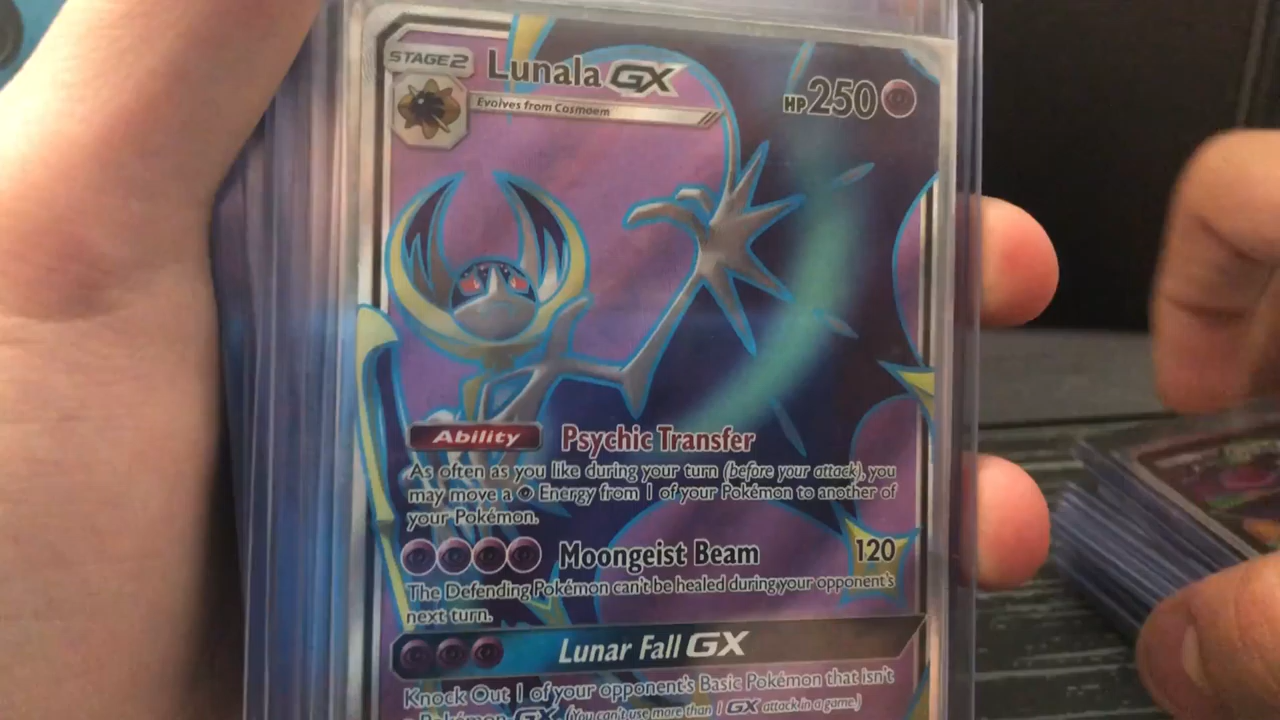 STAGE 2
Lunala GX
HP 250
Evolves from Cosmoem
Ability Psychic Transfer
As often as you like during your turn (before your attack), you
may move a Energy from 1 of your Pokémon to another of
your Pokémon.
Moongeist Beam 120
The Defending Pokémon can't be healed during your opponent's
next turn.
Lunar Fall GX
Knock Out 1 of your opponent's Basic Pokémon that isn't
a Pokémon-GX. (You can't use more than 1 GX attack in a game.)